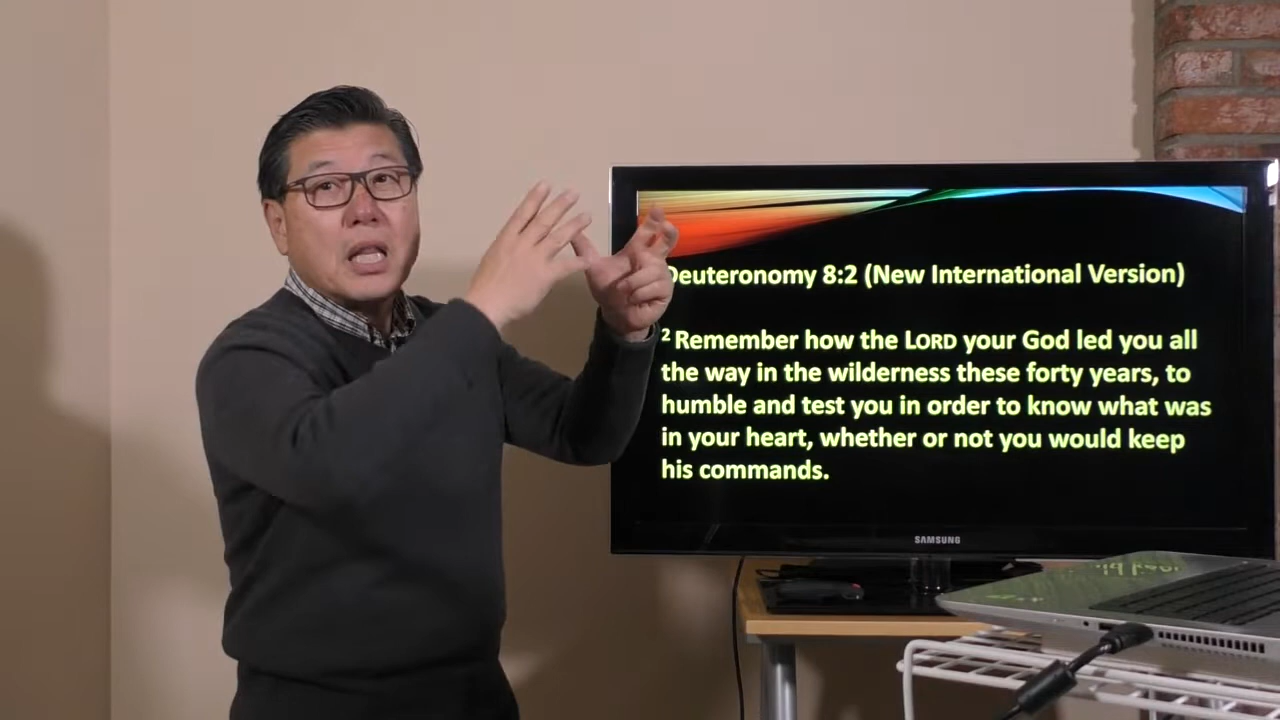 Deuteronomy 8:2 (New International Version)
2 Remember how the LORD your God led you all
the way in the wilderness these forty years, to
humble and test you in order to know what was
in your heart, whether or not you would keep
his commands.
SAMSUNG